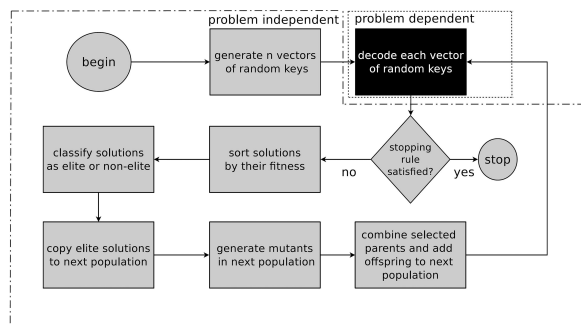 problem independent
problem dependent
begin
generate n vectors
of random keys
decode each vector
of random keys
stopping
rule
satisfied?
no
yes
stop
sort solutions
by their fitness
classify solutions
as elite or non-elite
copy elite solutions
to next population
generate mutants
in next population
combine selected
parents and add
offspring to next
population